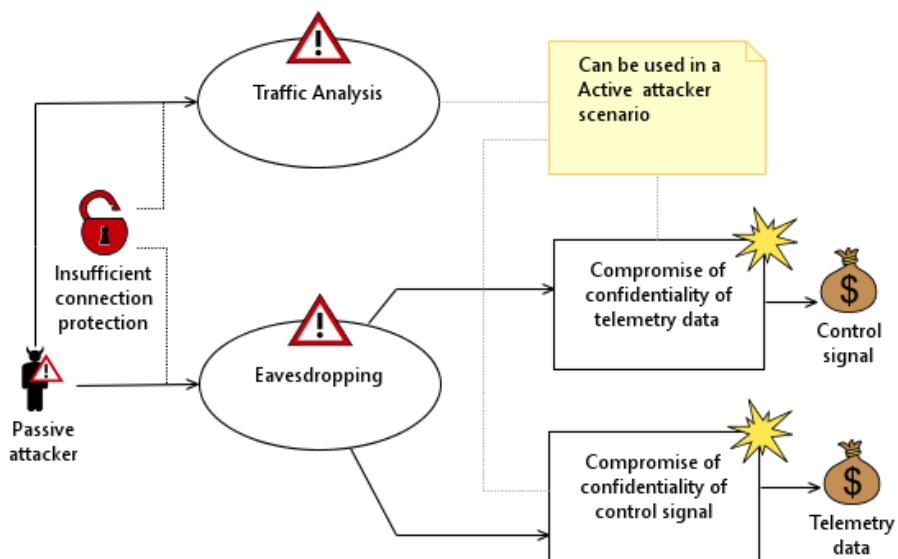 Traffic Analysis
Can be used in a
Active attacker
scenario
Insufficient
connection
protection
Compromise of
confidentiality of
telemetry data
$
Control
signal
Eavesdropping
Passive
attacker
Compromise of
confidentiality of
control signal
$
Telemetry
data